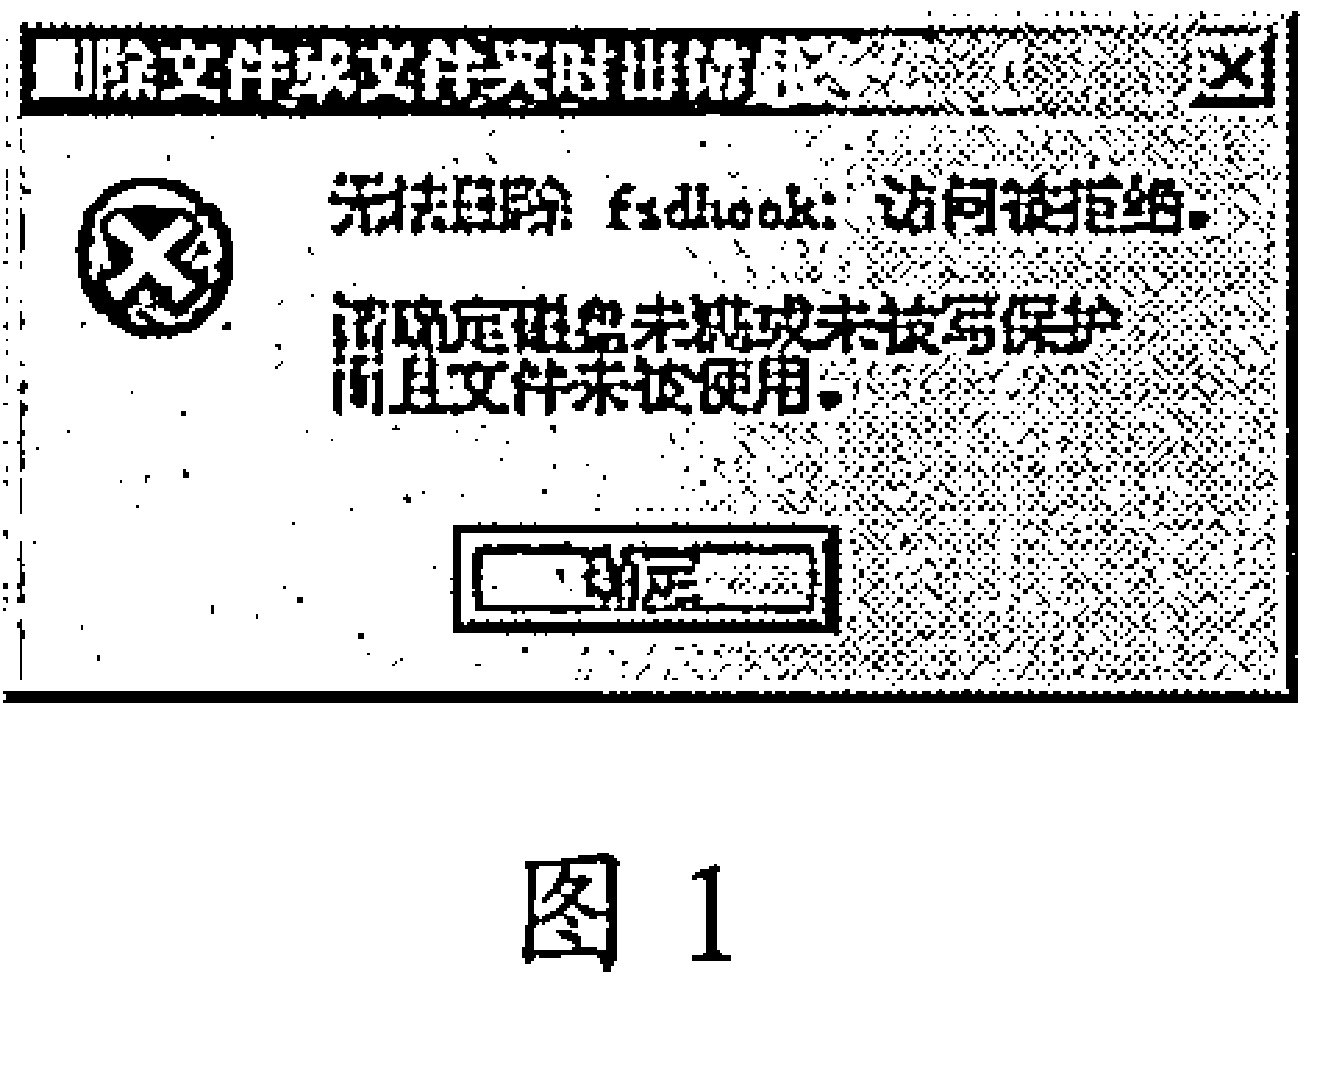 删除文件或文件夹时出错
无法删除 fsdhook: 访问被拒绝。
请确定磁盘未满或未被写保护
而且文件未被使用。
确定
图 1